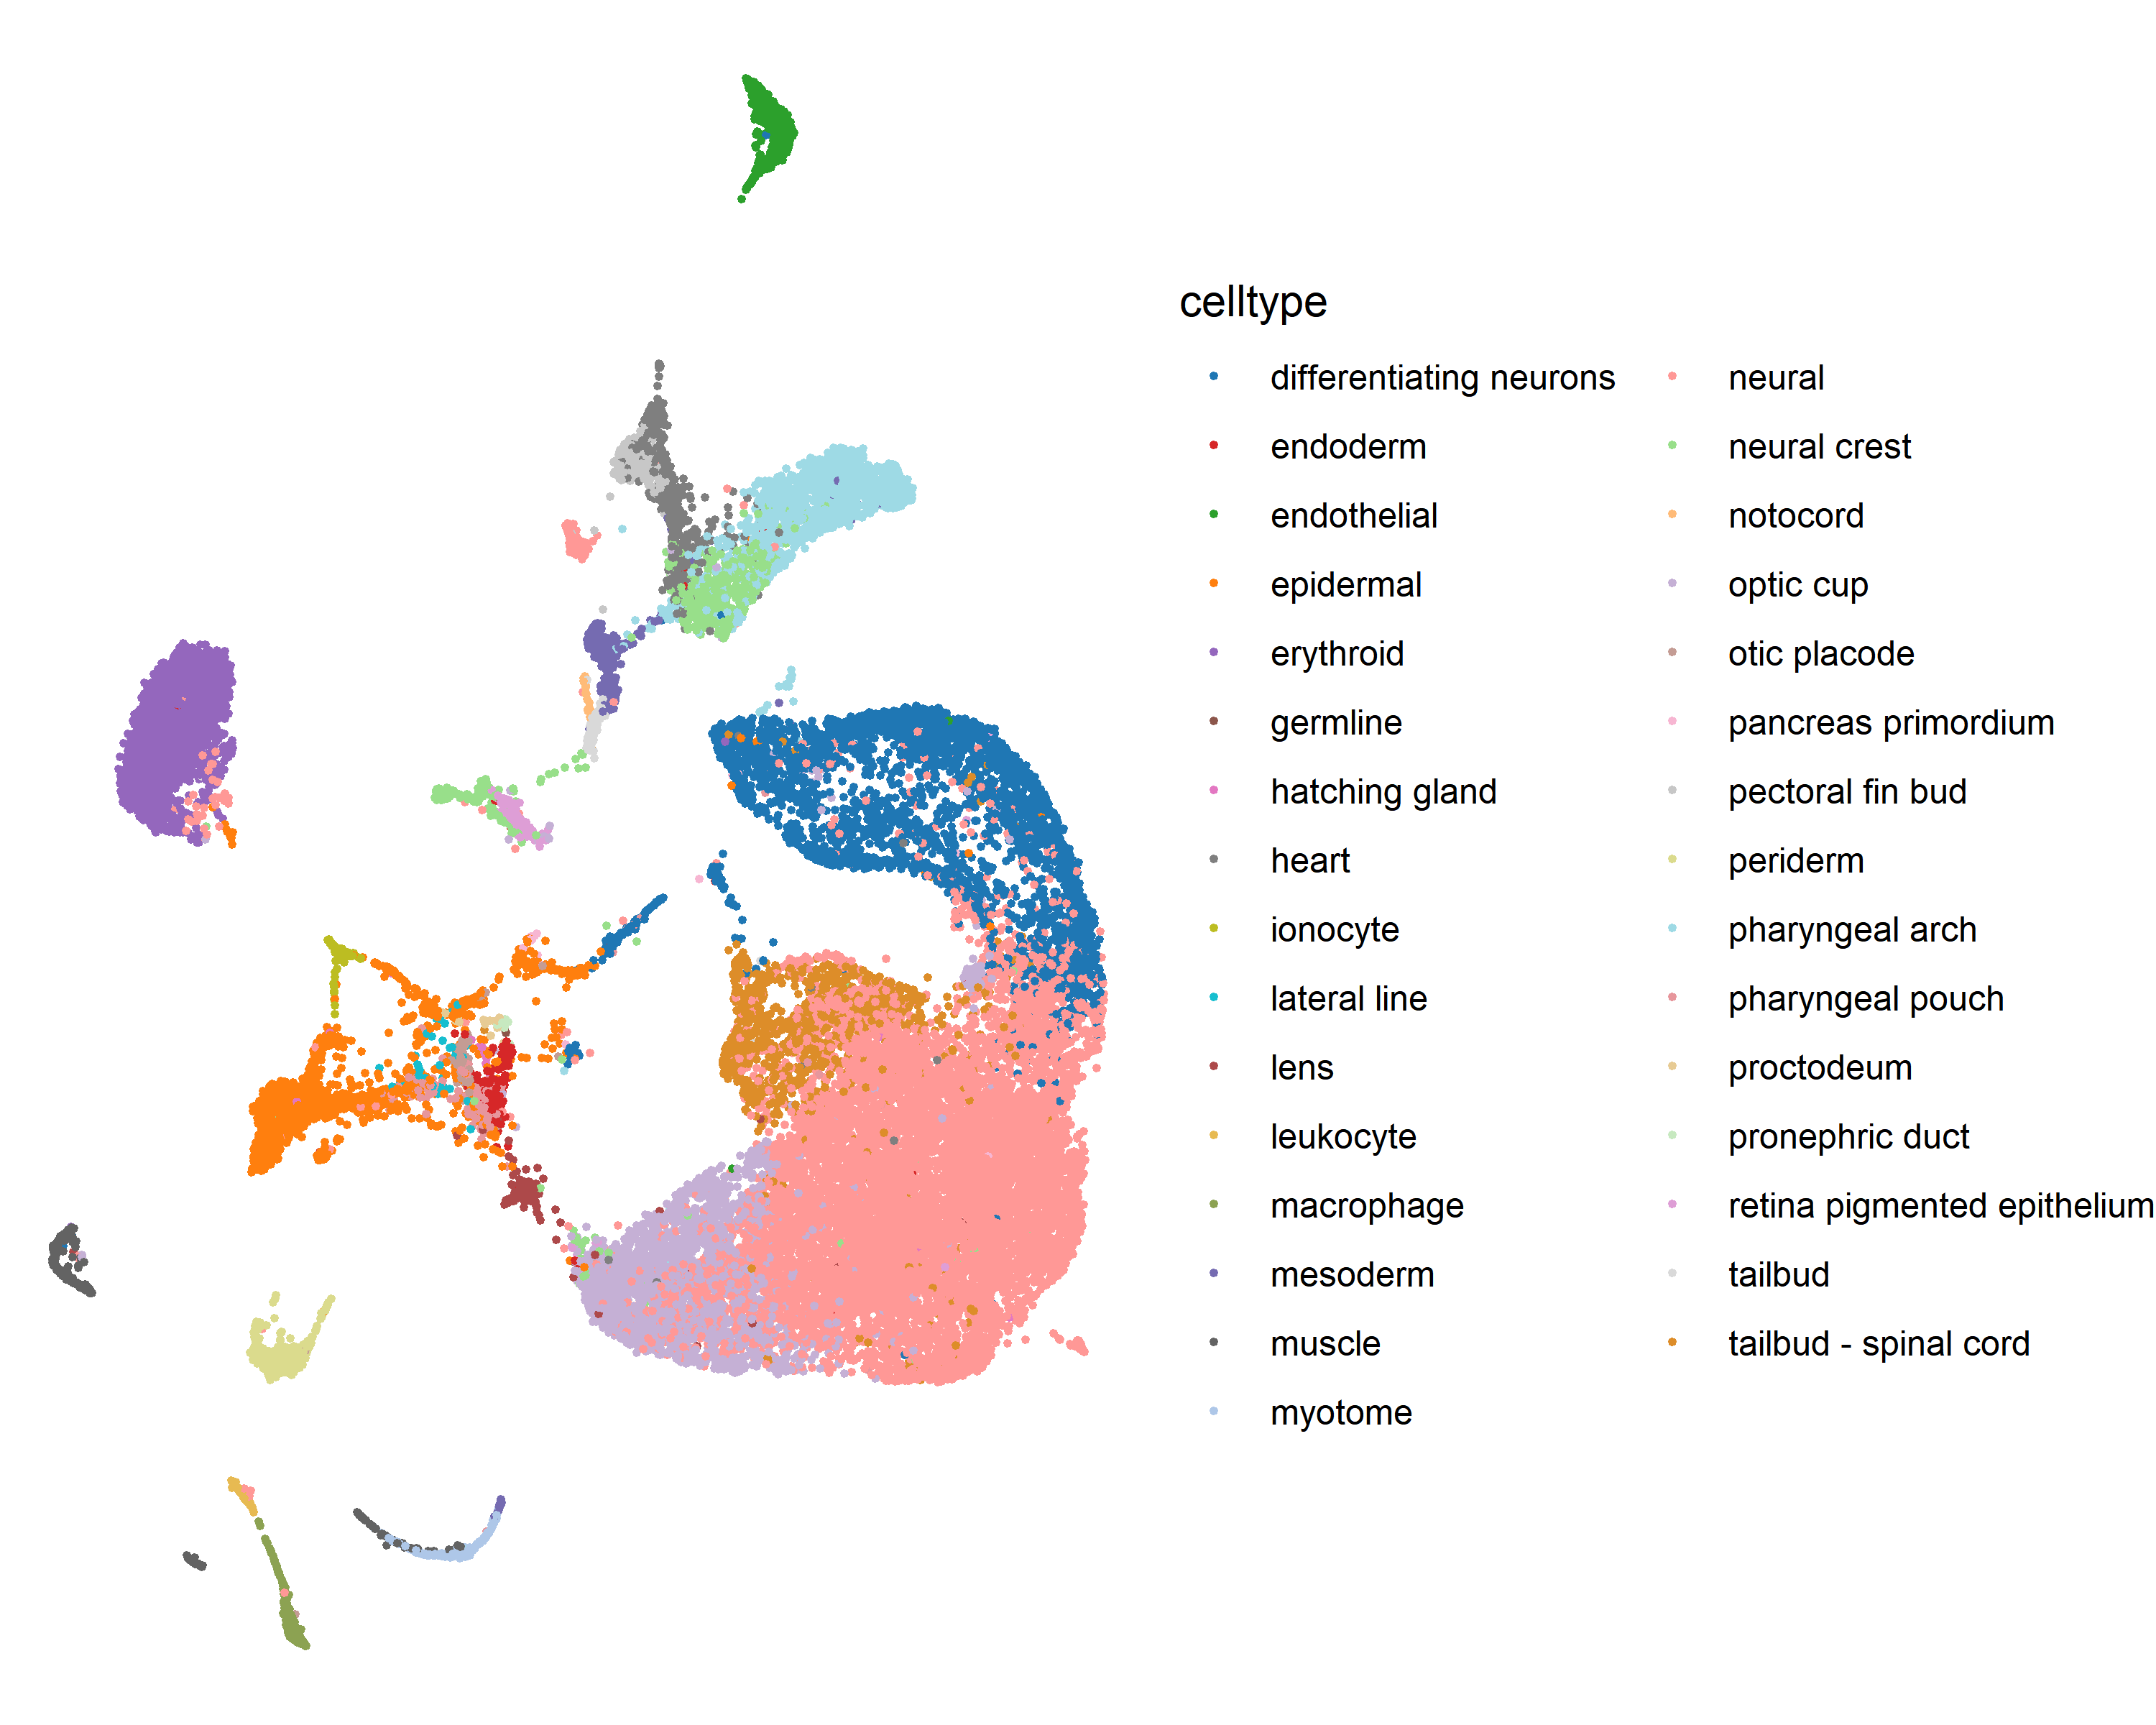 celltype
differentiating neurons
endoderm
endothelial
epidermal
erythroid
germline
hatching gland
heart
ionocyte
lateral line
lens
leukocyte
macrophage
mesoderm
muscle
myotome
neural
neural crest
notocord
optic cup
otic placode
pancreas primordium
pectoral fin bud
periderm
pharyngeal arch
pharyngeal pouch
proctodeum
pronephric duct
retina pigmented epithelium
tailbud
tailbud - spinal cord